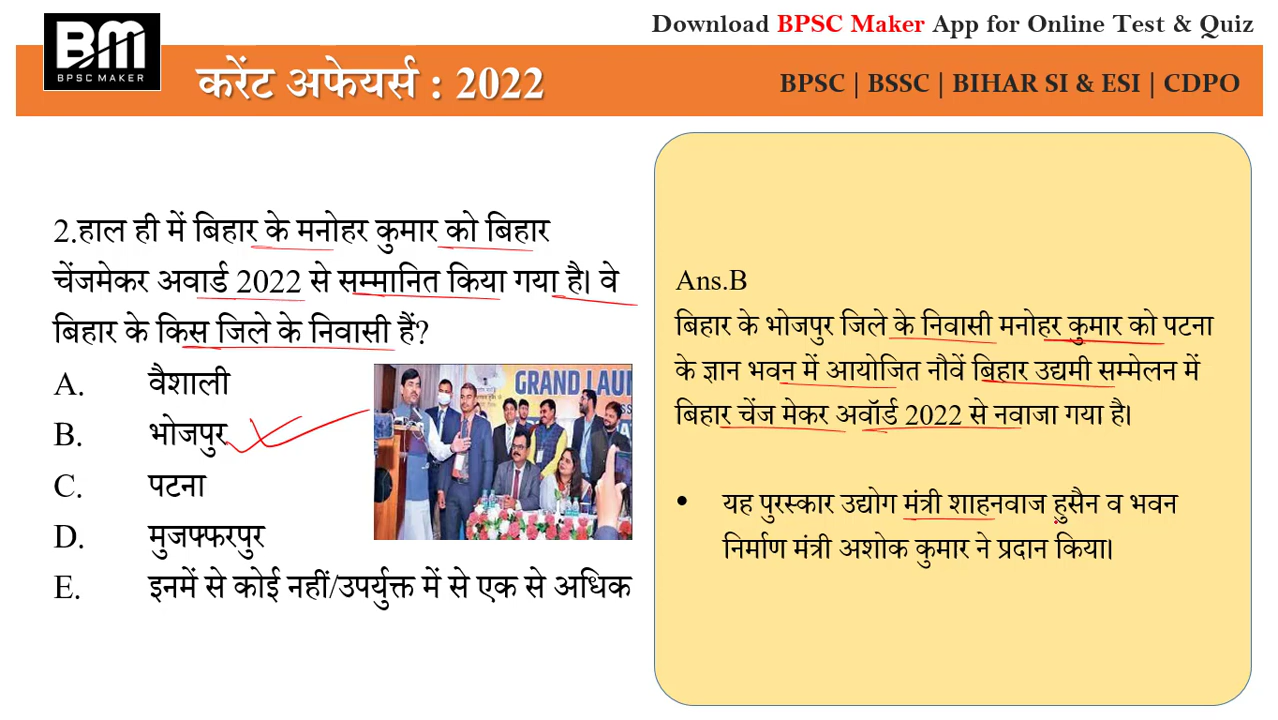 Download BPSC Maker App for Online Test & Quiz
BM
BPSC MAKER
करेंट अफेयर्स : 2022
BPSC | BSSC | BIHAR SI & ESI | CDPO
2.हाल ही में बिहार के मनोहर कुमार को बिहार
चेंजमेकर अवार्ड 2022 से सम्मानित किया गया है। वे
बिहार के किस जिले के निवासी हैं?
A. वैशाली
B. भोजपुर
C. पटना
D. मुजफ्फरपुर
E. इनमें से कोई नहीं/उपर्युक्त में से एक से अधिक
GRAND LAUN
Ans.B
बिहार के भोजपुर जिले के निवासी मनोहर कुमार को पटना
के ज्ञान भवन में आयोजित नौवें बिहार उद्यमी सम्मेलन में
बिहार चेंज मेकर अवॉर्ड 2022 से नवाजा गया है।
• यह पुरस्कार उद्योग मंत्री शाहनवाज हुसैन व भवन
निर्माण मंत्री अशोक कुमार ने प्रदान किया।